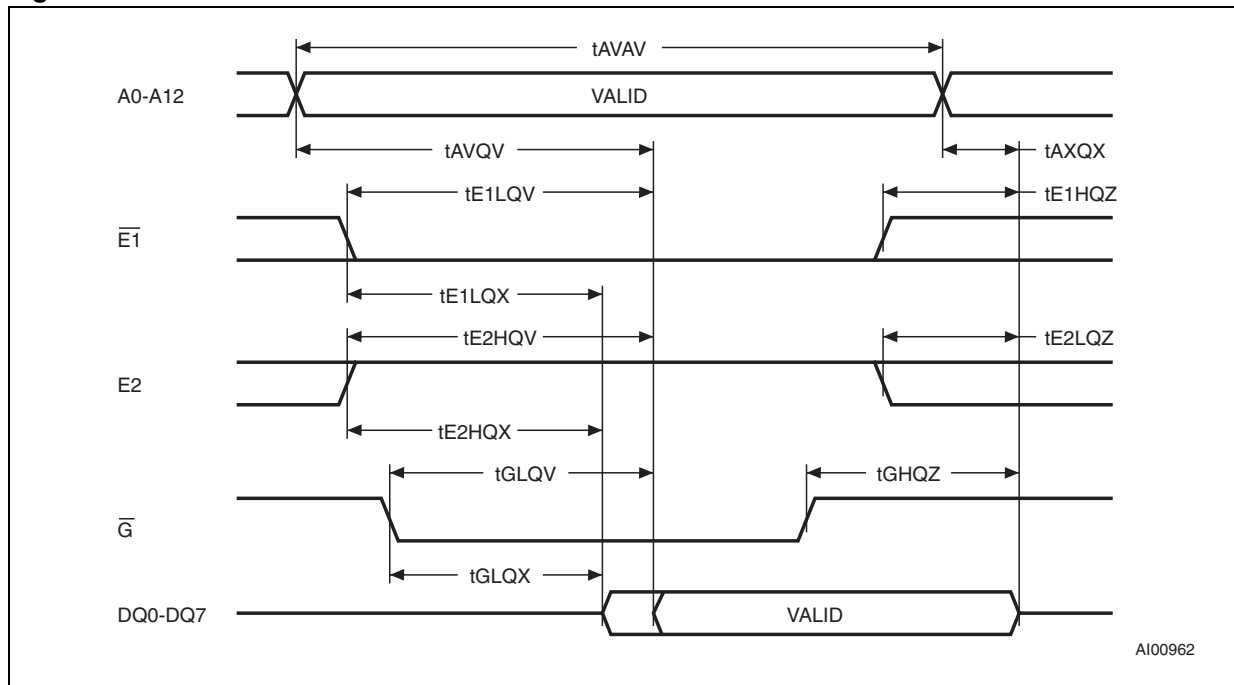 tAVAV
A0-A12
VALID
tAVQV
tAXQX
tE1LQV
tE1HQZ
E1
tE1LQX
tE2HQV
tE2LQZ
E2
tE2HQX
tGLQV
tGHQZ
G
tGLQX
DQ0-DQ7
VALID
AI00962